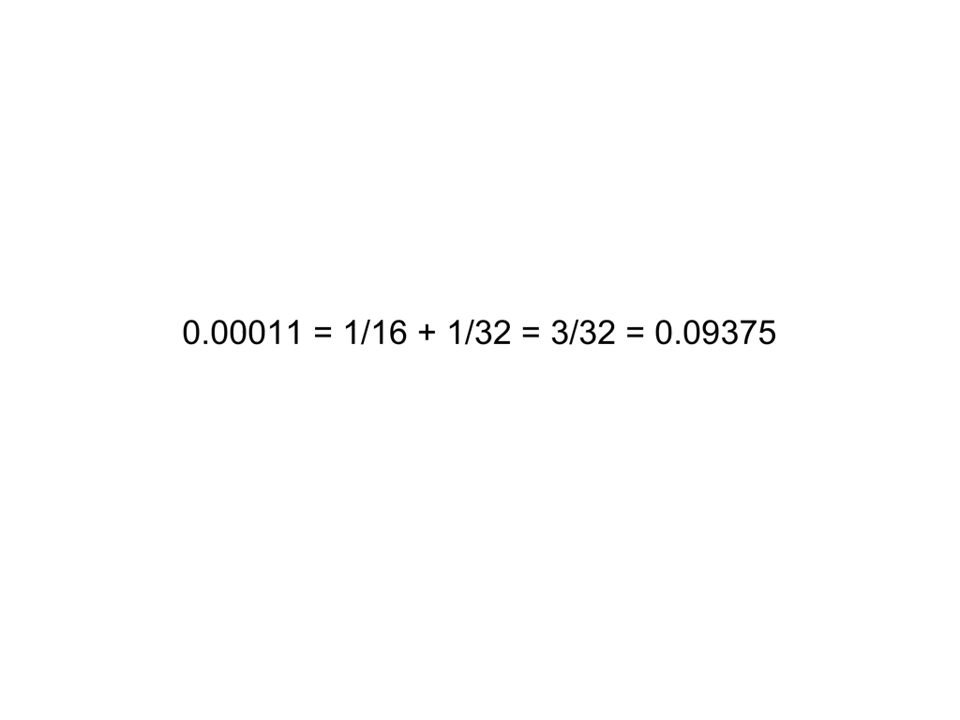 0.00011 = 1/16 + 1/32 = 3/32 = 0.09375